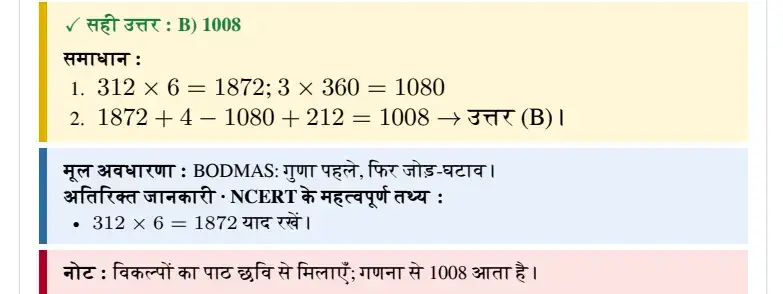 ✓ सही उत्तर : B) 1008
समाधान :
1. 312 × 6 = 1872; 3 × 360 = 1080
2. 1872 + 4 − 1080 + 212 = 1008 → उत्तर (B)।
मूल अवधारणा : BODMAS: गुणा पहले, फिर जोड़-घटाव।
अतिरिक्त जानकारी · NCERT के महत्वपूर्ण तथ्य :
• 312 × 6 = 1872 याद रखें।
नोट : विकल्पों का पाठ छवि से मिलाएँ; गणना से 1008 आता है।